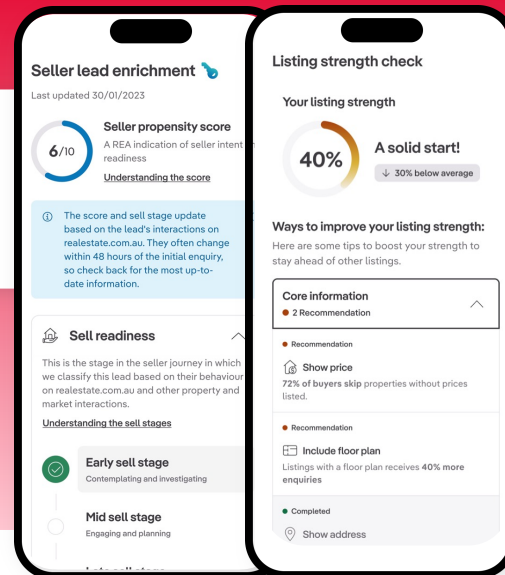 Seller lead enrichment
Last updated 30/01/2023
6/10
Seller propensity score
A REA indication of seller intent
readiness
Understanding the score
The score and sell stage update
based on the lead's interactions on
realestate.com.au. They often change
within 48 hours of the initial enquiry,
so check back for the most up-to-
date information.
Sell readiness
This is the stage in the seller journey in which
we classify this lead based on their behaviour
on realestate.com.au and other property and
market interactions.
Understanding the sell stages
Early sell stage
Contemplating and investigating
Mid sell stage
Engaging and planning
Listing strength check
Your listing strength
40%
A solid start!
↓ 30% below average
Ways to improve your listing strength:
Here are some tips to boost your strength to
stay ahead of other listings.
Core information
2 Recommendation
Recommendation
Show price
72% of buyers skip properties without prices
listed.
Recommendation
Include floor plan
Listings with a floor plan receives 40% more
enquiries
Completed
Show address